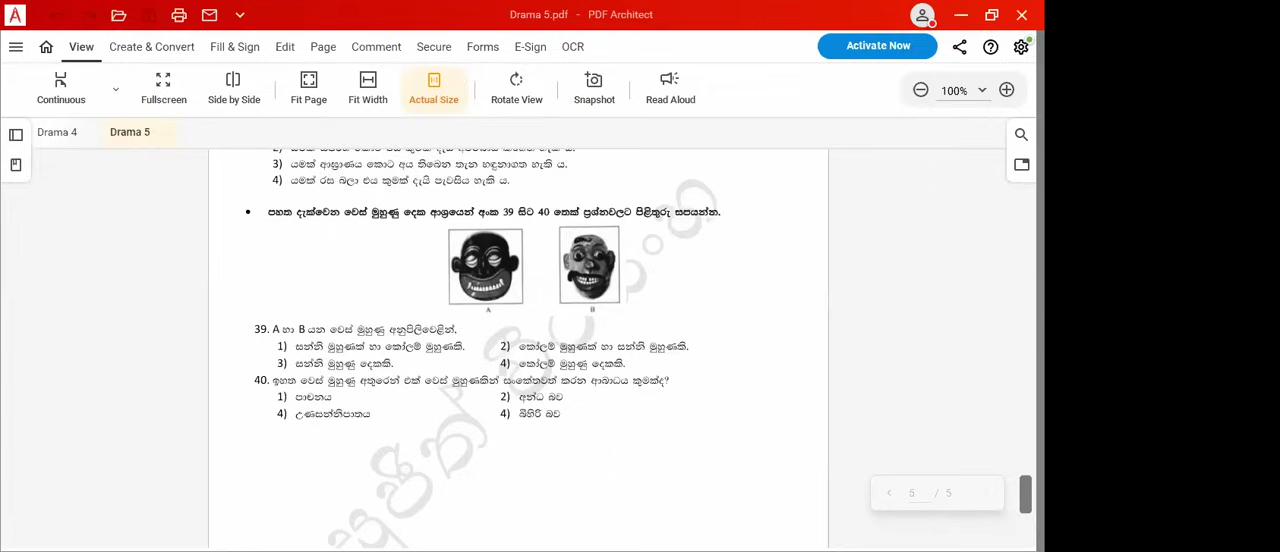 Drama 5.pdf - PDF Architect
View Create & Convert Fill & Sign Edit Page Comment Secure Forms E-Sign OCR Activate Now
Continuous Fullscreen Side by Side Fit Page Fit Width Actual Size Rotate View Snapshot Read Aloud 100%
Drama 4 Drama 5
3) යමක් ආඝ්‍රාණය කොට අය තිබෙන තැන හඳුනාගත හැකි ය.
4) යමක් රස බලා එය කුමක් දැයි පැවසිය හැකි ය.
• පහත දැක්වෙන වෙස් මුහුණු දෙක ආශ්‍රයෙන් අංක 39 සිට 40 තෙක් ප්‍රශ්නවලට පිළිතුරු සපයන්න.
A B
39. A හා B යන වෙස් මුහුණු අනුපිලිවෙළින්,
1) සන්නි මුහුණක් හා කෝලම් මුහුණකි. 2) කෝලම් මුහුණක් හා සන්නි මුහුණකි.
3) සන්නි මුහුණු දෙකකි. 4) කෝලම් මුහුණු දෙකකි.
40. ඉහත වෙස් මුහුණු අතුරෙන් එක් වෙස් මුහුණකින් සංකේතවත් කරන ආබාධය කුමක්ද?
1) පාචනය 2) අන්ධ බව
4) උණසන්නිපාතය 4) බිහිරි බව
5 / 5